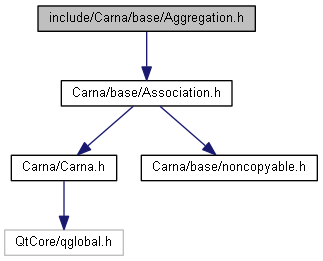 include/Carna/base/Aggregation.h
Carna/base/Association.h
Carna/Carna.h
Carna/base/noncopyable.h
QtCore/qglobal.h